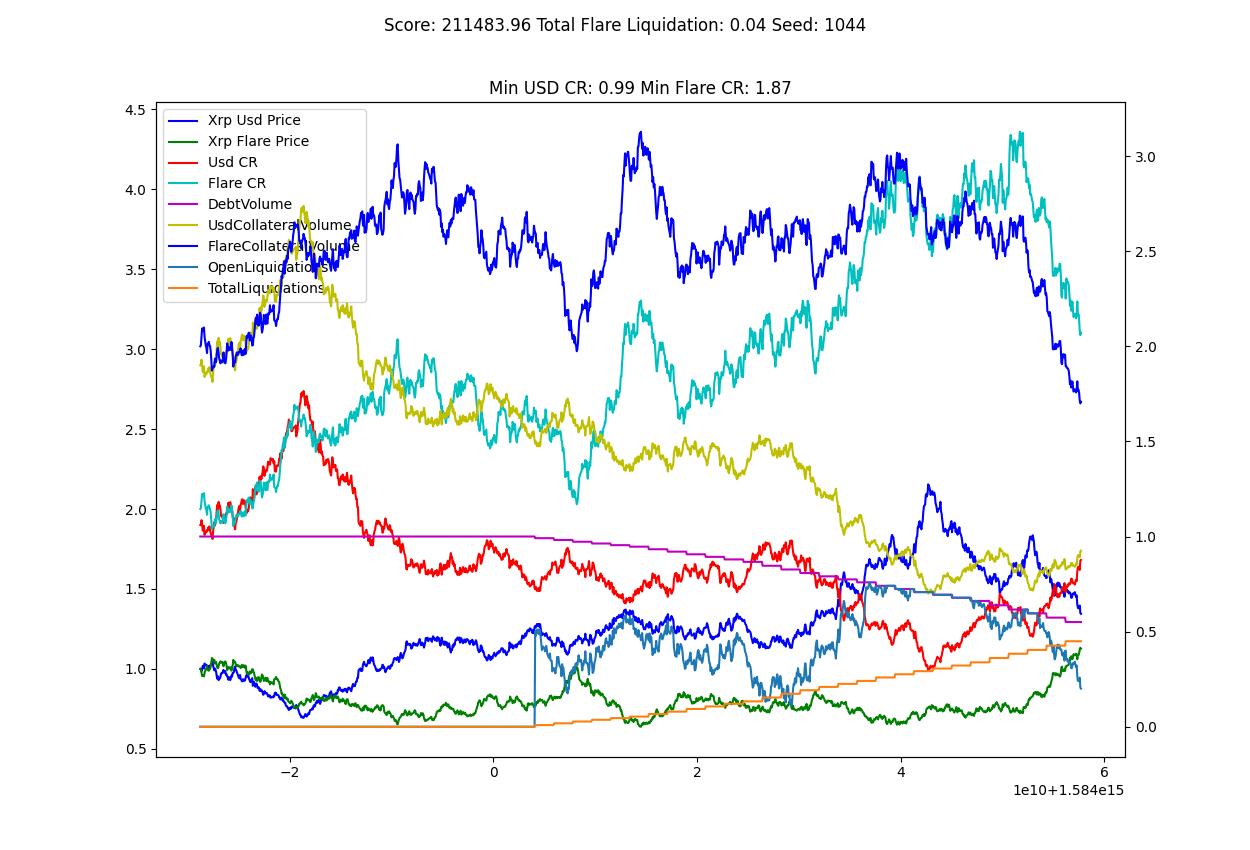 Score: 211483.96 Total Flare Liquidation: 0.04 Seed: 1044
Min USD CR: 0.99 Min Flare CR: 1.87
Xrp Usd Price
Xrp Flare Price
Usd CR
Flare CR
DebtVolume
UsdCollateralVolume
FlareCollateralVolume
OpenLiquidations
TotalLiquidations
4.5
4.0
3.5
3.0
2.5
2.0
1.5
1.0
0.5
3.0
2.5
2.0
1.5
1.0
0.5
0.0
−2
0
2
4
6
1e10+1.584e15